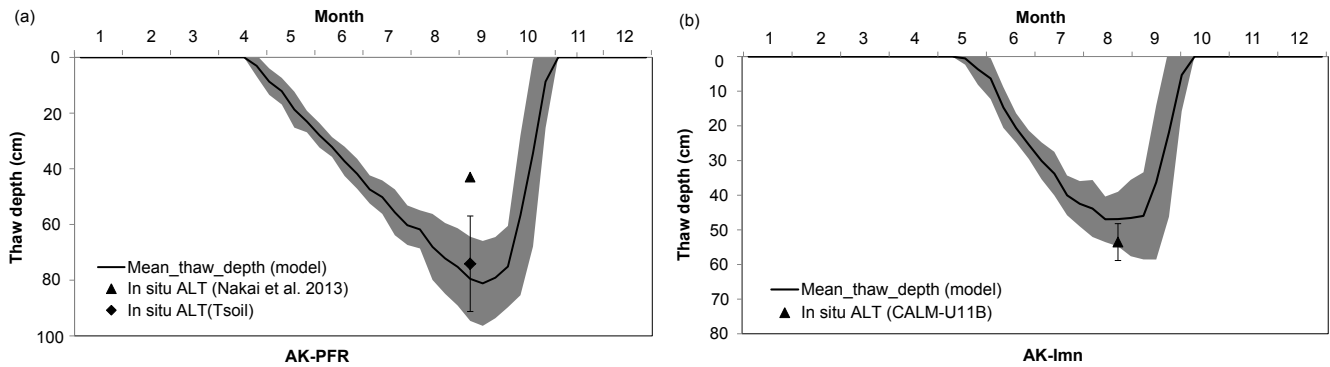 (a)
Month
1 2 3 4 5 6 7 8 9 10 11 12
0
20
40
60
80
100
Thaw depth (cm)
Mean_thaw_depth (model)
In situ ALT (Nakai et al. 2013)
In situ ALT(Tsoil)
AK-PFR
(b)
Month
1 2 3 4 5 6 7 8 9 10 11 12
0
10
20
30
40
50
60
70
80
Thaw depth (cm)
Mean_thaw_depth (model)
In situ ALT (CALM-U11B)
AK-Imn